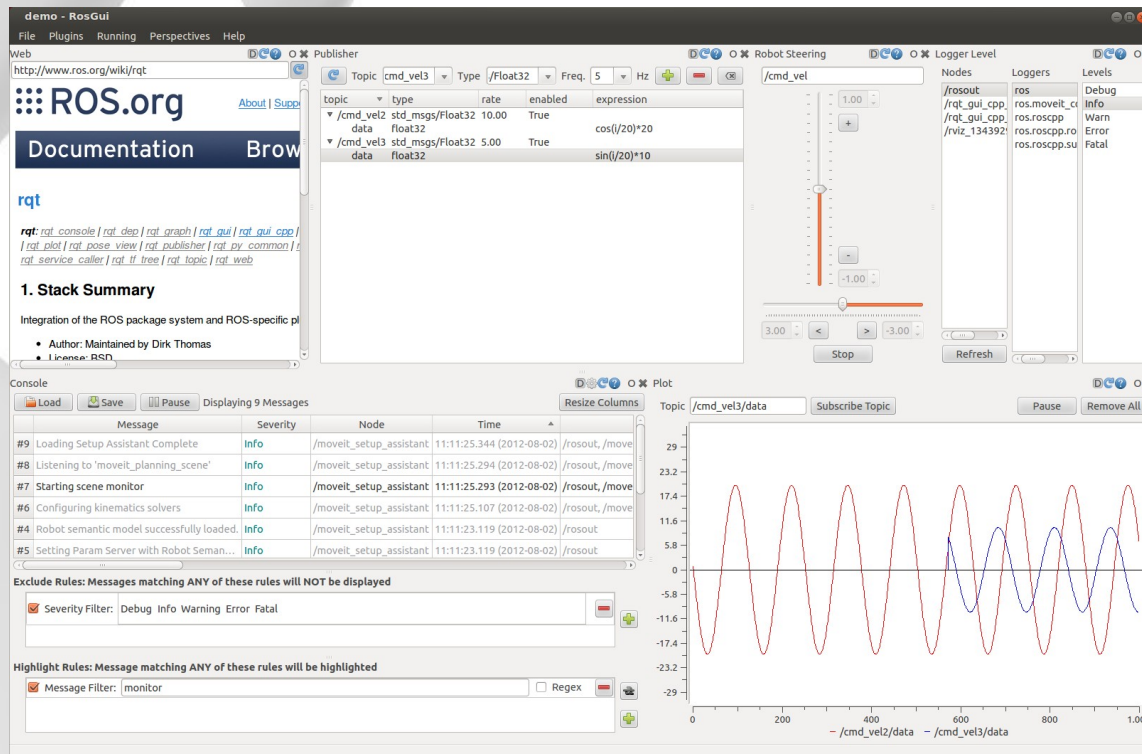 demo - RosGui
File Plugins Running Perspectives Help
Web
http://www.ros.org/wiki/rqt
ROS.org
About | Supp
Documentation Brow
rqt
rqt: rqt_console | rqt_dep | rqt_graph | rqt_gui | rqt_gui_cpp |
| rqt_plot | rqt_pose_view | rqt_publisher | rqt_py_common |
rqt_service_caller | rqt_tf_tree | rqt_topic | rqt_web
1. Stack Summary
Integration of the ROS package system and ROS-specific pl
Author: Maintained by Dirk Thomas
License: BSD
Publisher
Topic cmd_vel3 Type /Float32 Freq. 5 Hz
topic type rate enabled expression
/cmd_vel2 std_msgs/Float32 10.00 True
data float32 cos(i/20)*20
/cmd_vel3 std_msgs/Float32 5.00 True
data float32 sin(i/20)*10
Robot Steering
/cmd_vel
1.00
+
-
-1.00
3.00 < > -3.00
Stop
Logger Level
Nodes Loggers Levels
/rosout ros Debug
/rqt_gui_cpp_ ros.moveit_co Info
/rqt_gui_cpp_ ros.roscpp Warn
/rviz_1343929 ros.roscpp.ro Error
ros.roscpp.su Fatal
Refresh
Console
Load Save Pause Displaying 9 Messages Resize Columns
Message Severity Node Time
#9 Loading Setup Assistant Complete Info /moveit_setup_assistant 11:11:25.344 (2012-08-02) /rosout, /move
#8 Listening to 'moveit_planning_scene' Info /moveit_setup_assistant 11:11:25.294 (2012-08-02) /rosout, /move
#7 Starting scene monitor Info /moveit_setup_assistant 11:11:25.293 (2012-08-02) /rosout, /move
#6 Configuring kinematics solvers Info /moveit_setup_assistant 11:11:25.107 (2012-08-02) /rosout, /move
#4 Robot semantic model successfully loaded. Info /moveit_setup_assistant 11:11:23.119 (2012-08-02) /rosout
#5 Setting Param Server with Robot Seman... Info /moveit_setup_assistant 11:11:23.119 (2012-08-02) /rosout
Exclude Rules: Messages matching ANY of these rules will NOT be displayed
Severity Filter: Debug Info Warning Error Fatal
Highlight Rules: Message matching ANY of these rules will be highlighted
Message Filter: monitor Regex
Plot
Topic /cmd_vel3/data Subscribe Topic Pause Remove All
29
23.2
17.4
11.6
5.8
0
-5.8
-11.6
-17.4
-23.2
-29
0 200 400 600 800 1.00
/cmd_vel2/data /cmd_vel3/data